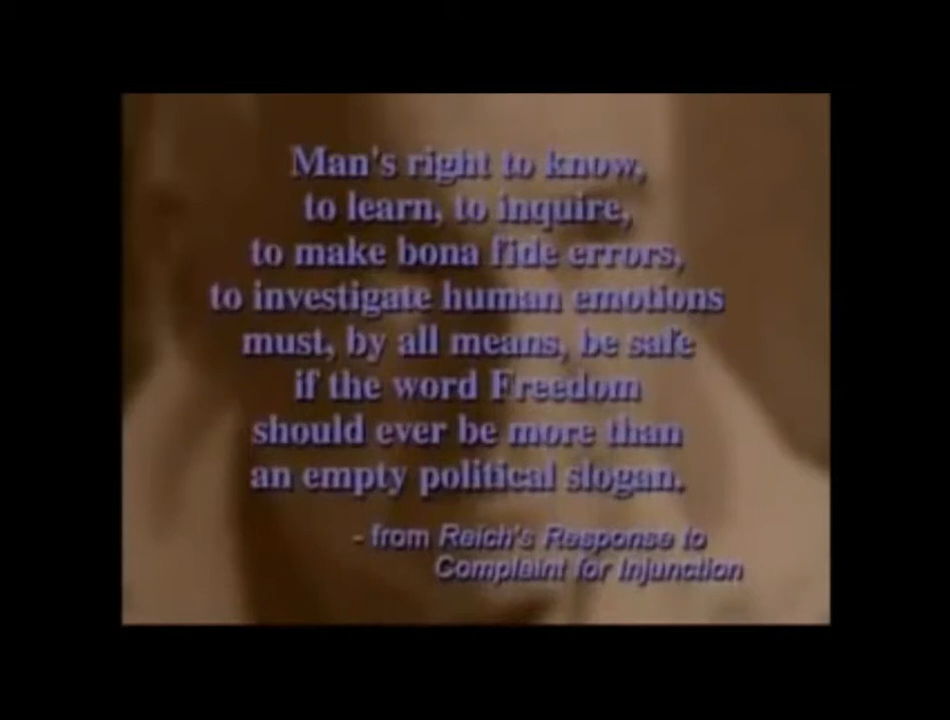 Man's right to know,
to learn, to inquire,
to make bona fide errors,
to investigate human emotions
must, by all means, be safe
if the word Freedom
should ever be more than
an empty political slogan.
- from Reich's Response to
Complaint for Injunction